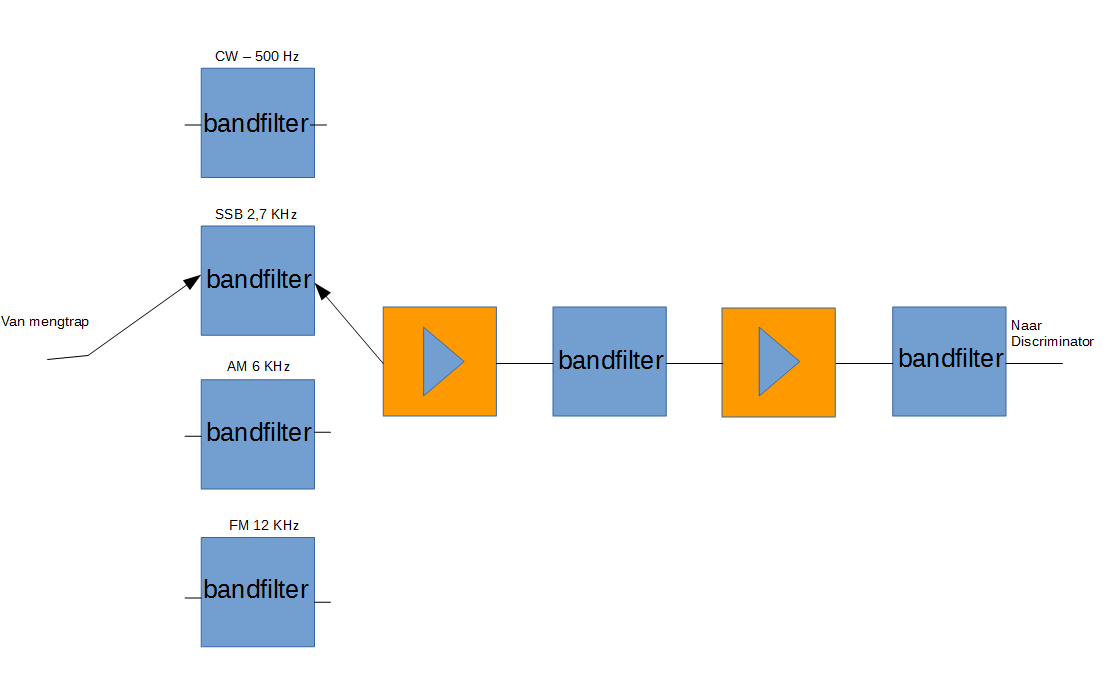 CW – 500 Hz
bandfilter
SSB 2,7 KHz
bandfilter
Van mengtrap
AM 6 KHz
bandfilter
bandfilter
bandfilter
Naar
Discriminator
FM 12 KHz
bandfilter